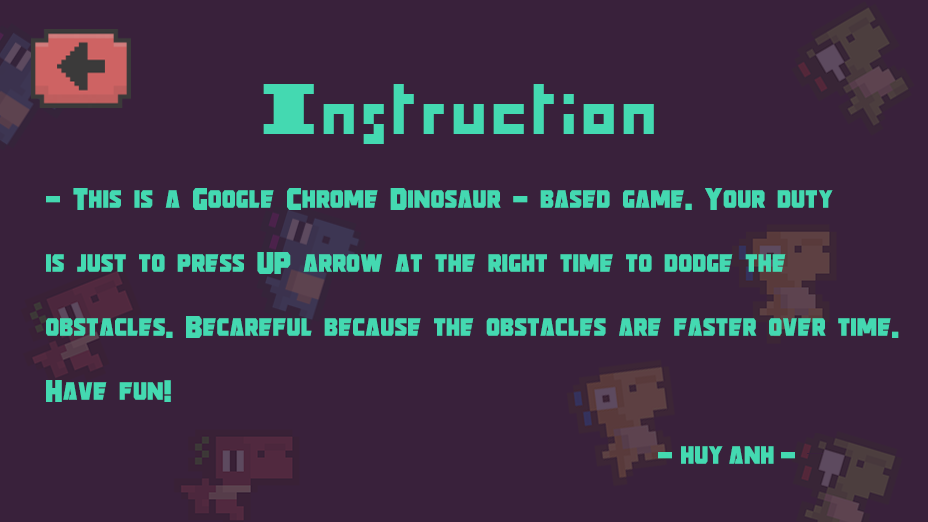 Instruction
- This is a Google Chrome Dinosaur - based game. Your duty
is just to press UP arrow at the right time to dodge the
obstacles. Becareful because the obstacles are faster over time.
Have fun!
- HUY ANH -